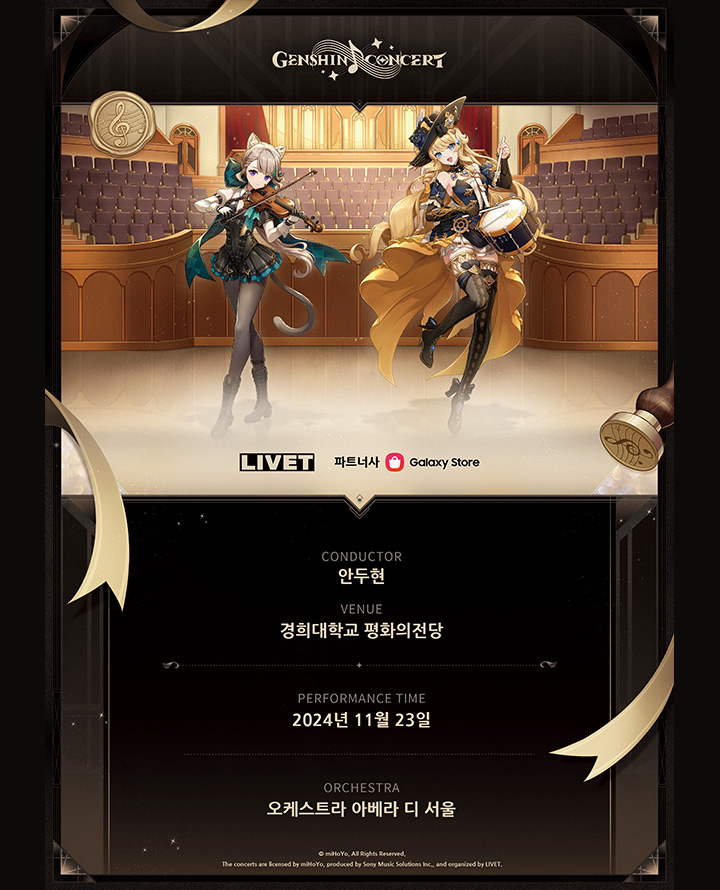 GENSHIN CONCERT
LIVET 파트너사 Galaxy Store
CONDUCTOR
안두현
VENUE
경희대학교 평화의전당
PERFORMANCE TIME
2024년 11월 23일
ORCHESTRA
오케스트라 아베라 디 서울
© miHoYo. All Rights Reserved.
The concerts are licensed by miHoYo, produced by Sony Music Solutions Inc., and organized by LIVET.